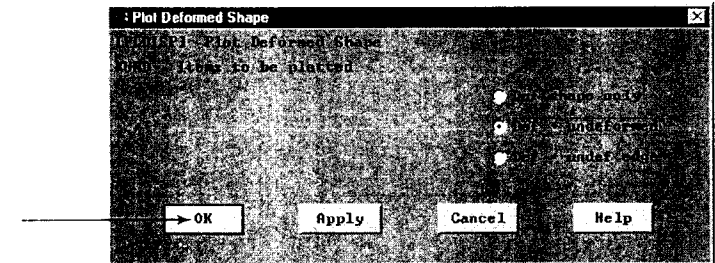 : Plot Deformed Shape
[PLDISP] Plot Deformed Shape
Items to be plotted
Def shape only
Def + undeformed
Def + undef edge
OK
Apply
Cancel
Help